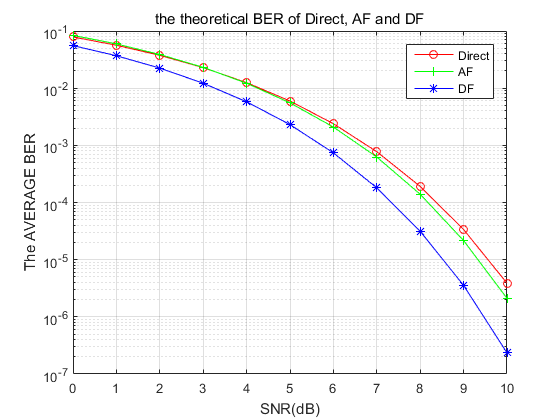 the theoretical BER of Direct, AF and DF
Direct
AF
DF
10^-1
10^-2
10^-3
10^-4
10^-5
10^-6
10^-7
The AVERAGE BER
0 1 2 3 4 5 6 7 8 9 10
SNR(dB)